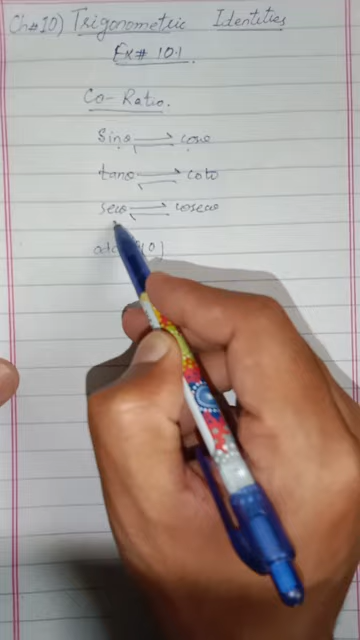 Ch#10) Trigonometric Identities
Ex# 10.1
Co-Ratio.
Sinθ ⇌ cosθ
tanθ ⇌ cotθ
secθ ⇌ cosecθ